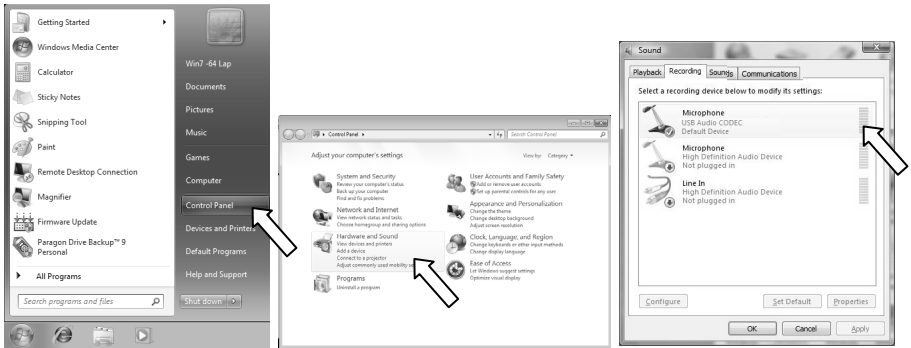 Getting Started
Windows Media Center
Calculator
Sticky Notes
Snipping Tool
Paint
Remote Desktop Connection
Magnifier
Firmware Update
Paragon Drive Backup™ 9
Personal
All Programs
Search programs and files
Win7 -64 Lap
Documents
Pictures
Music
Games
Computer
Control Panel
Devices and Printers
Default Programs
Help and Support
Shut down
Control Panel
Search Control Panel
Adjust your computer's settings
View by: Category
System and Security
Review your computer's status
Back up your computer
Find and fix problems
Network and Internet
View network status and tasks
Choose homegroup and sharing options
Hardware and Sound
View devices and printers
Add a device
Connect to a projector
Adjust commonly used mobility
Programs
Uninstall a program
User Accounts and Family Safety
Add or remove user accounts
Set up parental controls for any user
Appearance and Personalization
Change the theme
Change desktop background
Adjust screen resolution
Clock, Language, and Region
Change keyboards or other input methods
Change display language
Ease of Access
Let Windows suggest settings
Optimize visual display
Sound
Playback Recording Sounds Communications
Select a recording device below to modify its settings:
Microphone
USB Audio CODEC
Default Device
Microphone
High Definition Audio Device
Not plugged in
Line In
High Definition Audio Device
Not plugged in
Configure Set Default Properties
OK Cancel Apply